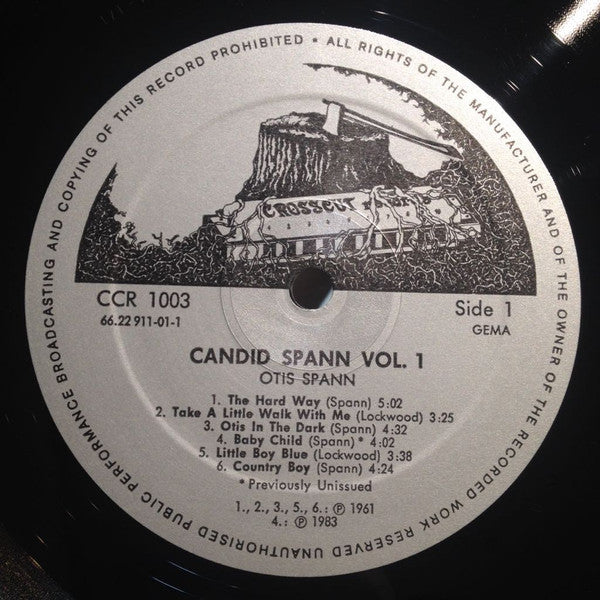 ALL RIGHTS OF THE MANUFACTURER AND OF THE OWNER OF THE RECORDED WORK RESERVED UNAUTHORISED PUBLIC PERFORMANCE BROADCASTING AND COPYING OF THIS RECORD PROHIBITED •
CROSSCUT
CCR 1003
66.22 911-01-1
Side 1
GEMA
CANDID SPANN VOL. 1
OTIS SPANN
1. The Hard Way (Spann) 5:02
2. Take A Little Walk With Me (Lockwood) 3:25
3. Otis In The Dark (Spann) 4:32
4. Baby Child (Spann)* 4:02
5. Little Boy Blue (Lockwood) 3:38
6. Country Boy (Spann) 4:24
*Previously Unissued
1., 2., 3., 5., 6.: ℗ 1961
4.: ℗ 1983